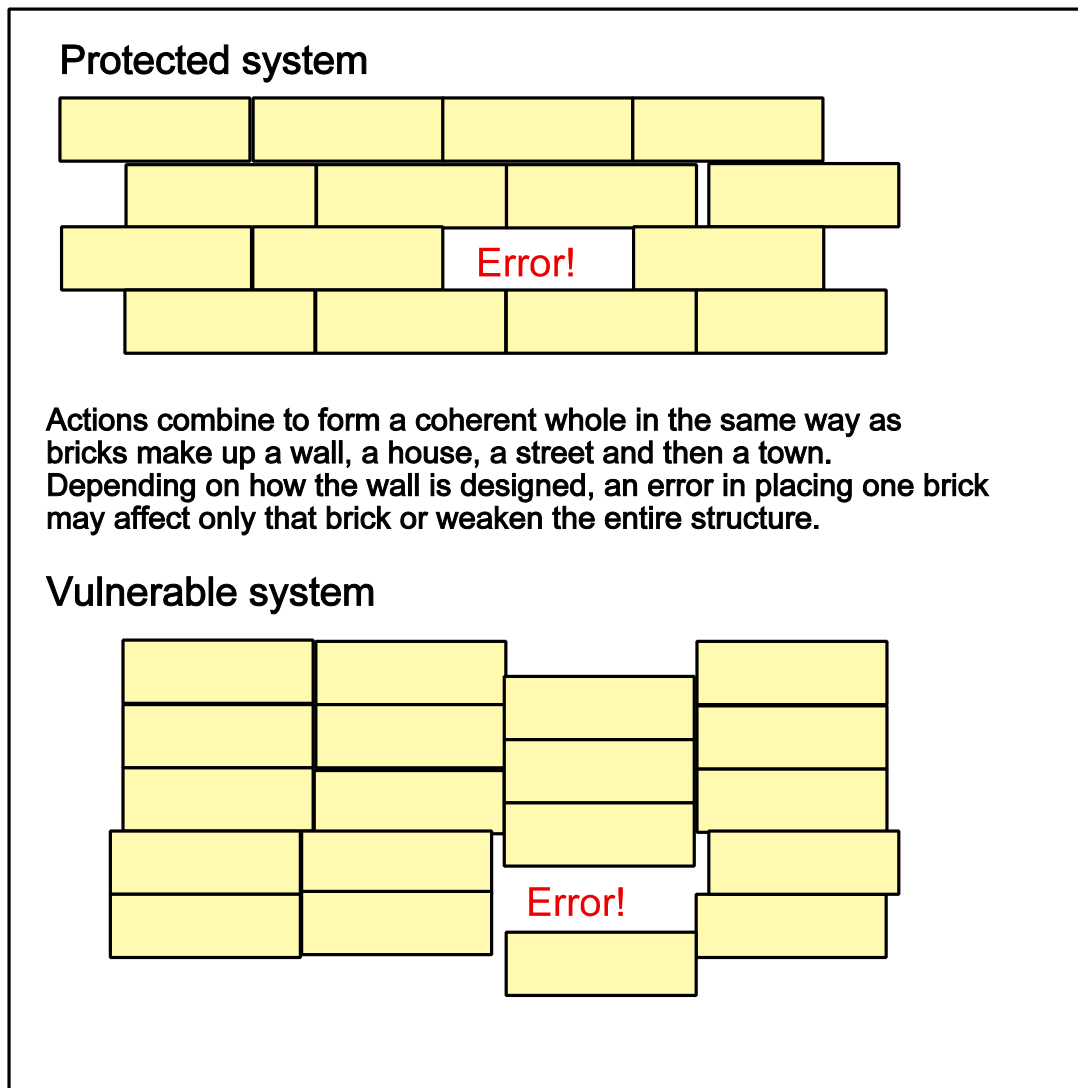 Protected system
Error!
Actions combine to form a coherent whole in the same way as
bricks make up a wall, a house, a street and then a town.
Depending on how the wall is designed, an error in placing one brick
may affect only that brick or weaken the entire structure.
Vulnerable system
Error!